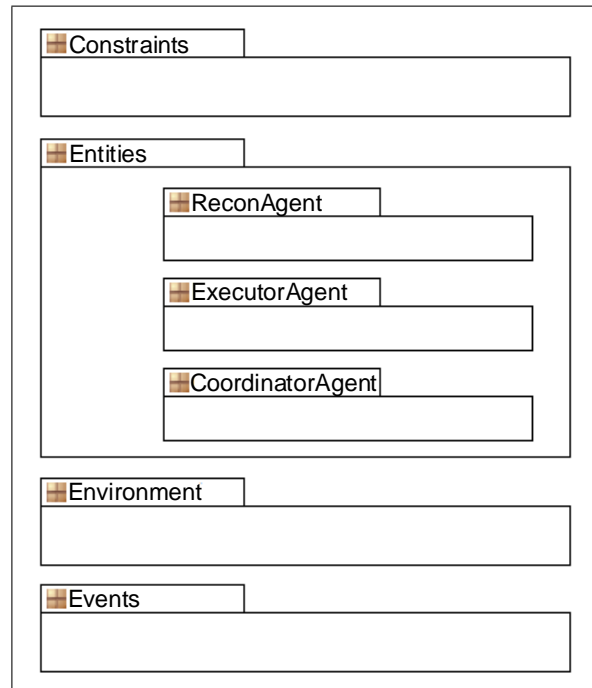 Constraints
Entities
ReconAgent
ExecutorAgent
CoordinatorAgent
Environment
Events